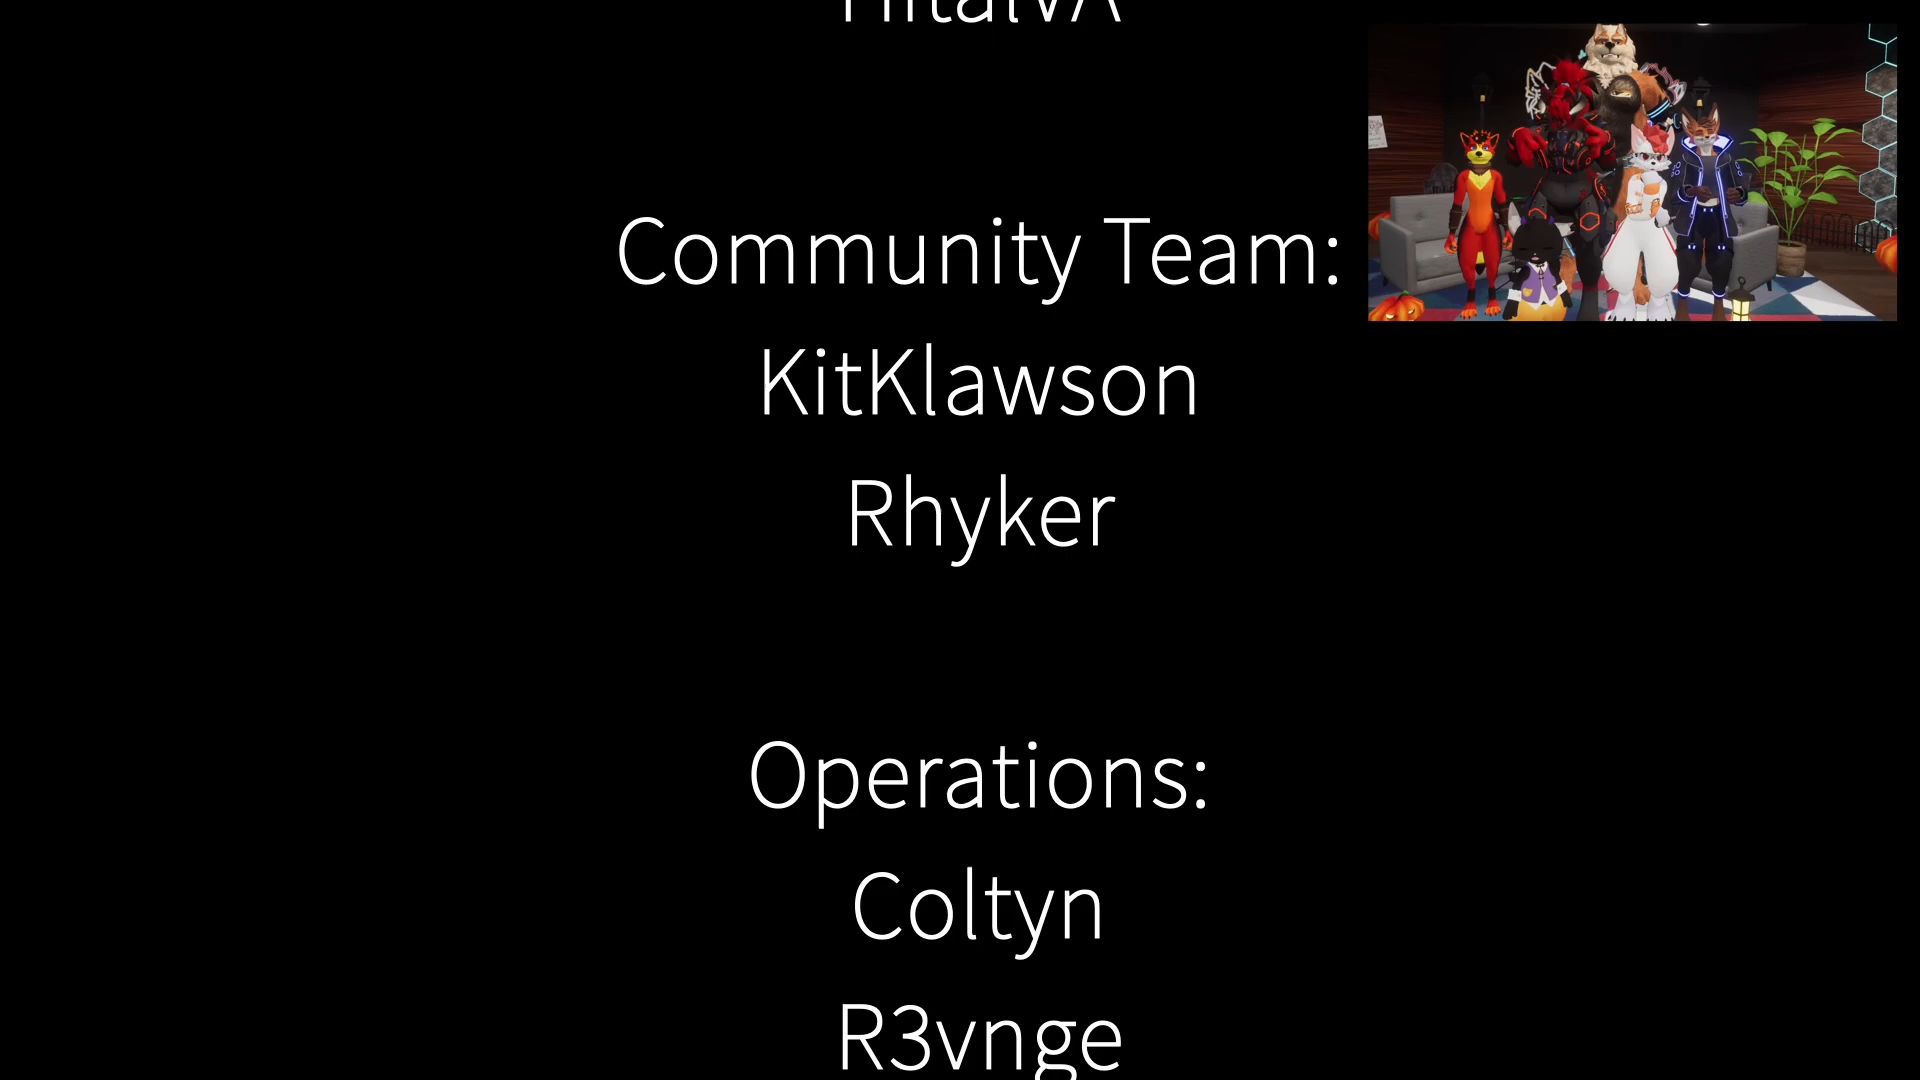 Community Team:
KitKlawson
Rhyker
Operations:
Coltyn
R3vnge